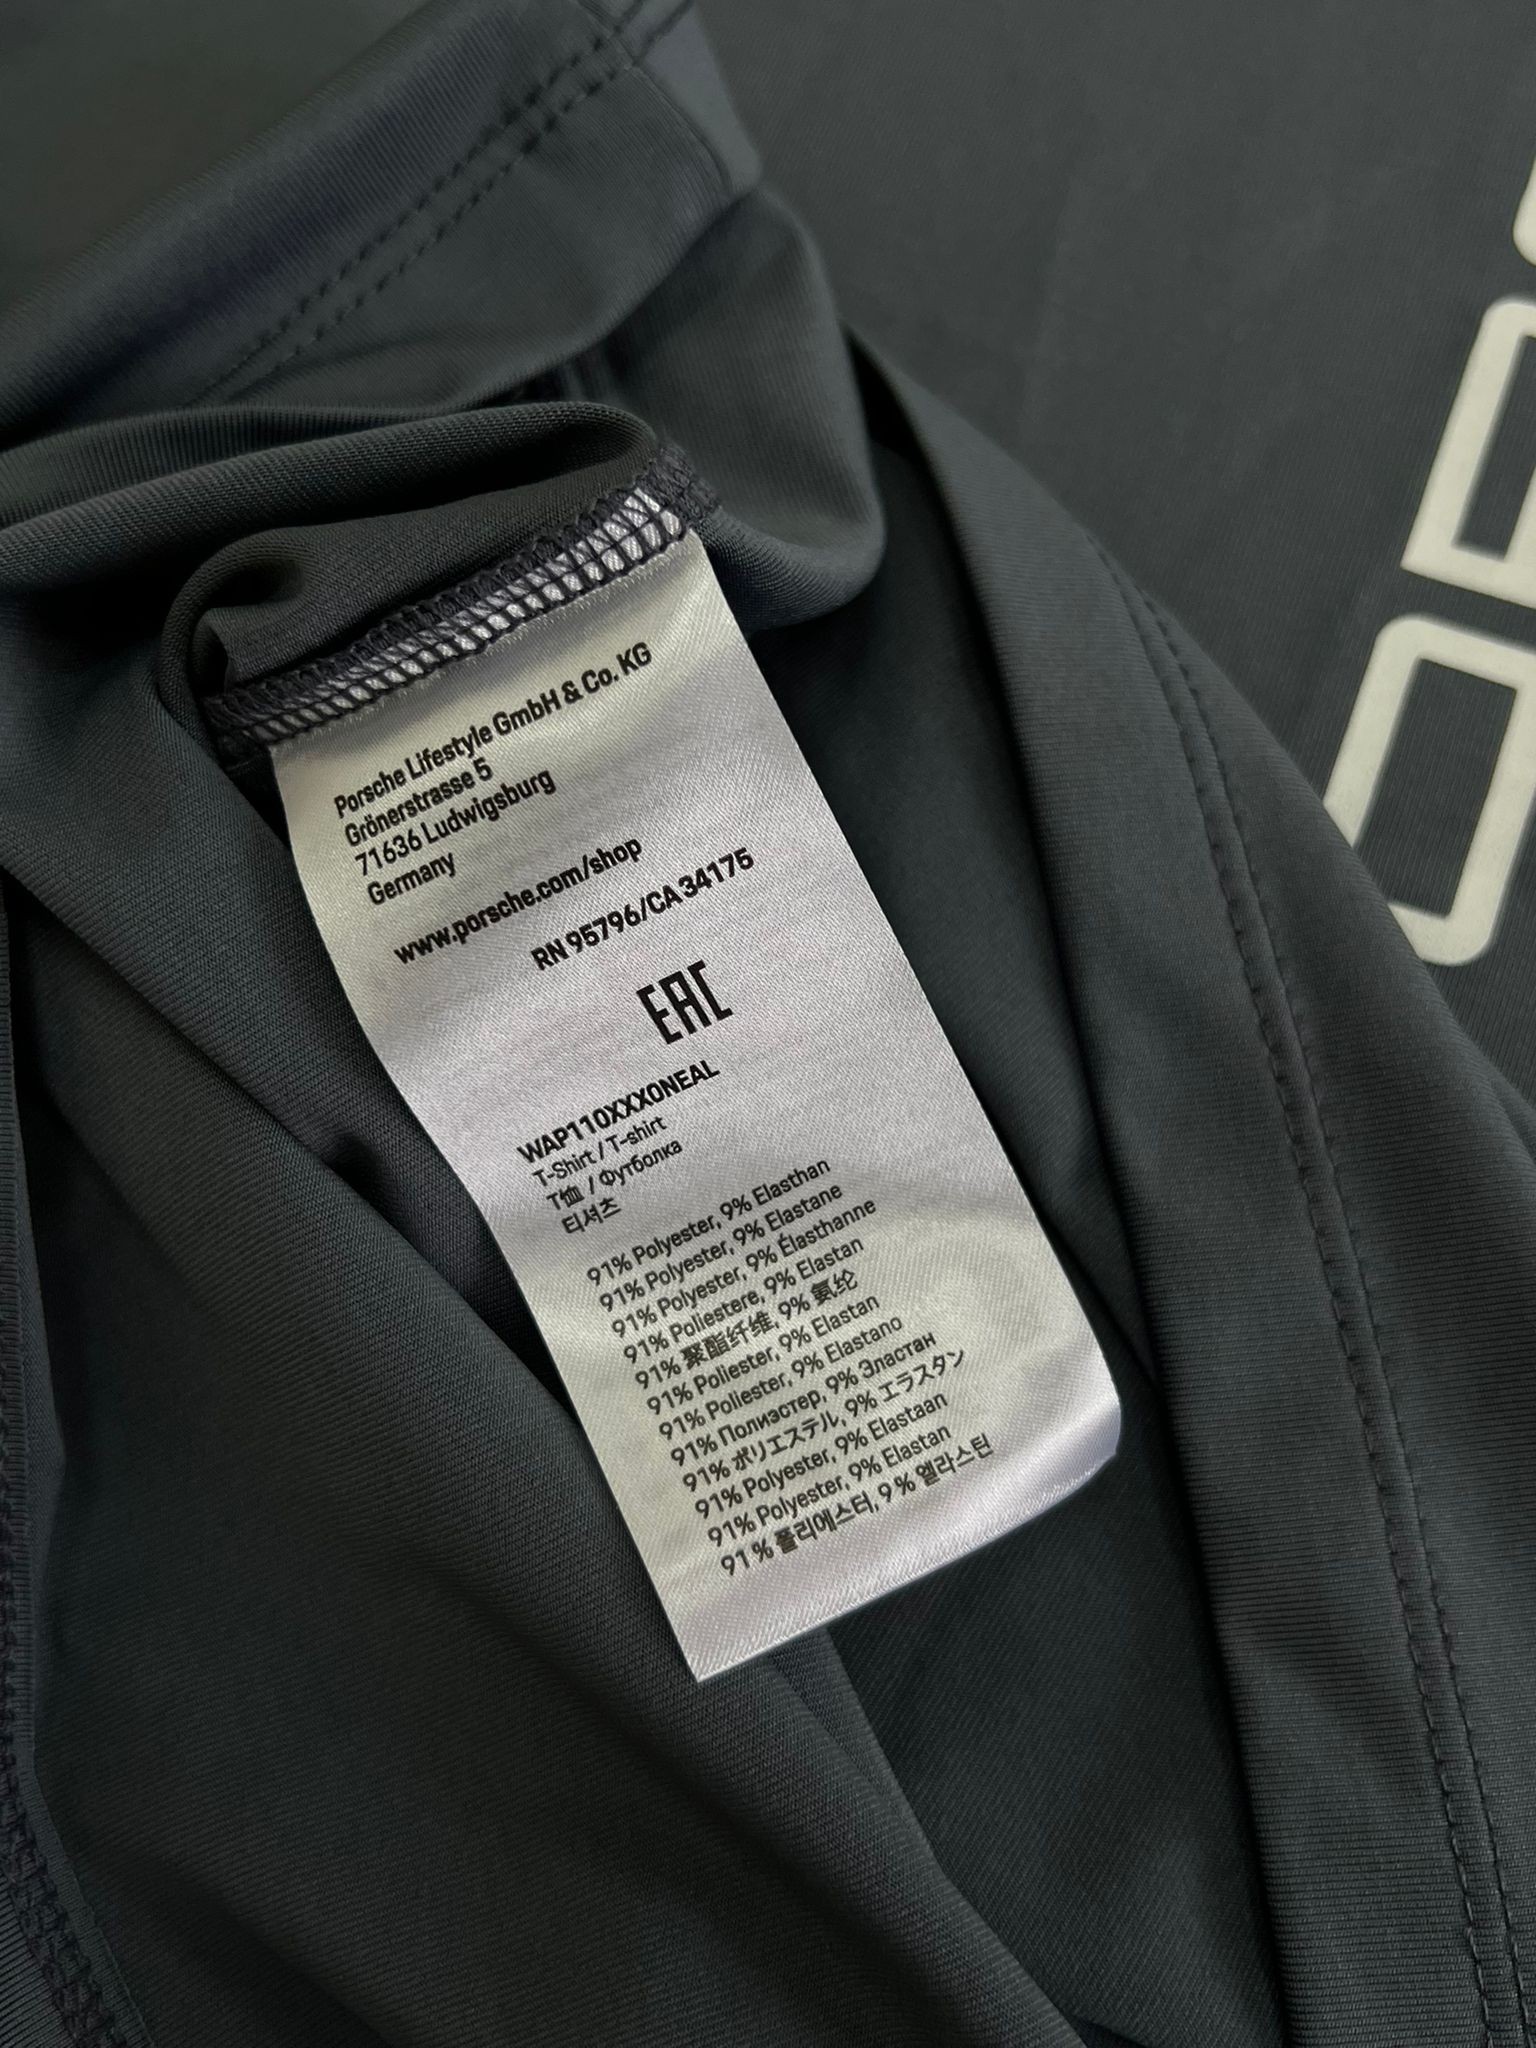 Porsche Lifestyle GmbH & Co. KG
Grönerstrasse 5
71636 Ludwigsburg
Germany
www.porsche.com/shop
RN 95796/CA 34175
EAC
WAP110XXX0NEAL
T-Shirt / T-shirt
T恤 / Футболка
티셔츠
91% Polyester, 9% Elasthan
91% Polyester, 9% Elastane
91% Polyester, 9% Élasthanne
91% Poliestere, 9% Elastan
91% 聚酯纤维, 9% 氨纶
91% Poliester, 9% Elastan
91% Poliester, 9% Elastano
91% Полиэстер, 9% Эластан
91% ポリエステル, 9% エラスタン
91% Polyester, 9% Elastaan
91% Polyester, 9% Elastan
91 % 폴리에스터, 9 % 엘라스틴